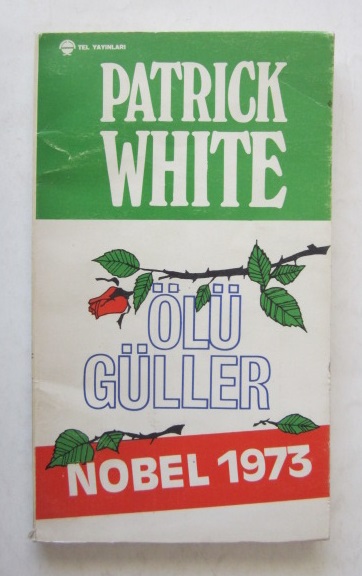 TEL YAYINLARI
PATRICK
WHITE
ÖLÜ
GÜLLER
NOBEL 1973